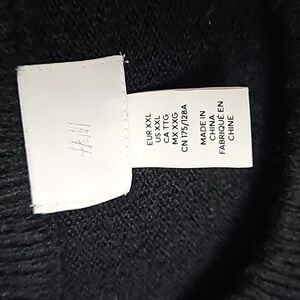 H&M
EUR XXL
US XXL
CA TTG
MX XXG
CN 175/128A
MADE IN
CHINA
FABRIQUÉ EN
CHINE